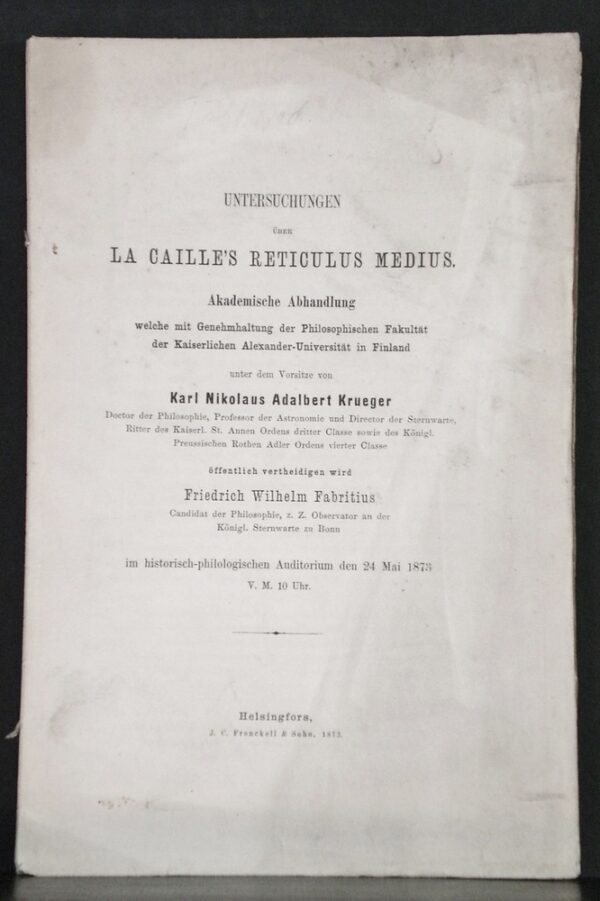 UNTERSUCHUNGEN
ÜBER
LA CAILLE'S RETICULUS MEDIUS.
Akademische Abhandlung
welche mit Genehmhaltung der Philosophischen Fakultät
der Kaiserlichen Alexander-Universität in Finland
unter dem Vorsitze von
Karl Nikolaus Adalbert Krueger
Doctor der Philosophie, Professor der Astronomie und Director der Sternwarte,
Ritter des Kaiserl. St. Annen Ordens dritter Classe sowie des Königl.
Preussischen Rothen Adler Ordens vierter Classe
öffentlich vertheidigen wird
Friedrich Wilhelm Fabritius
Candidat der Philosophie, z. Z. Observator an der
Königl. Sternwarte zu Bonn
im historisch-philologischen Auditorium den 24 Mai 1873
V. M. 10 Uhr.
Helsingfors,
J. C. Frenckell & Sohn, 1873.